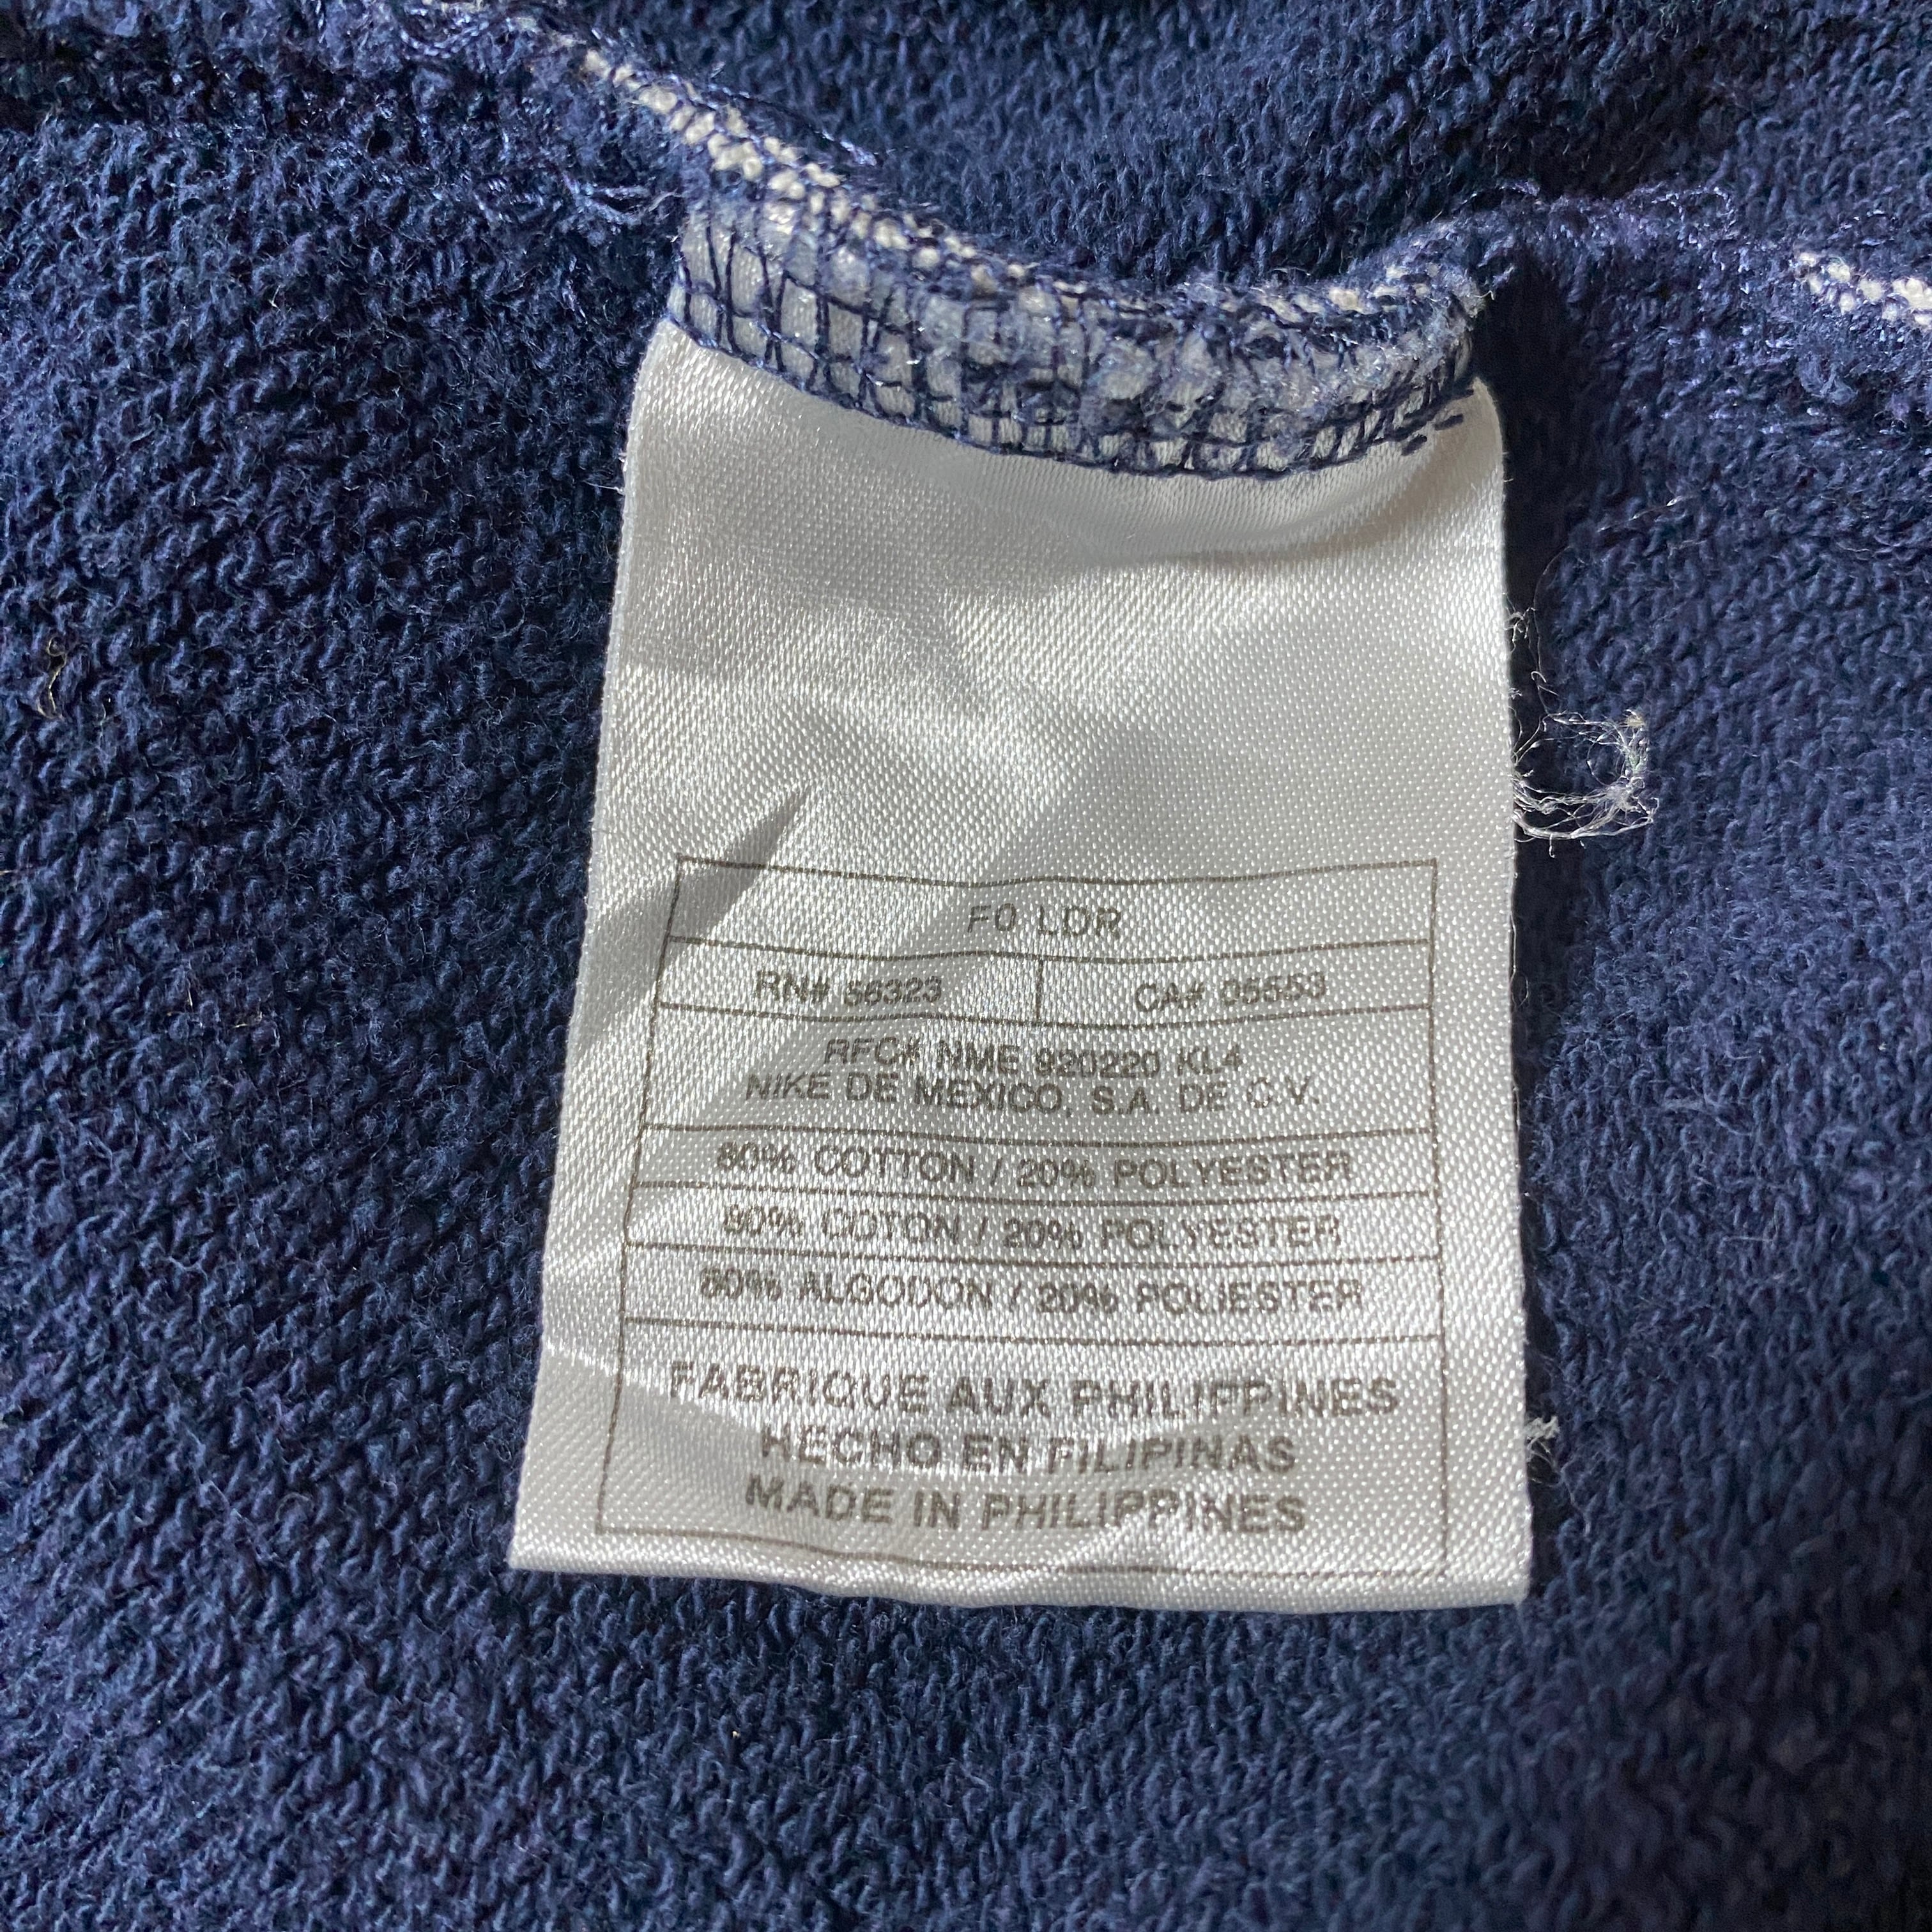 F0 LDR
RN# 56323 CA# 05553
RFC# NME 920220 KL4
NIKE DE MEXICO, S.A. DE C.V.
80% COTTON / 20% POLYESTER
80% COTON / 20% POLYESTER
80% ALGODON / 20% POLIESTER
FABRIQUE AUX PHILIPPINES
HECHO EN FILIPINAS
MADE IN PHILIPPINES